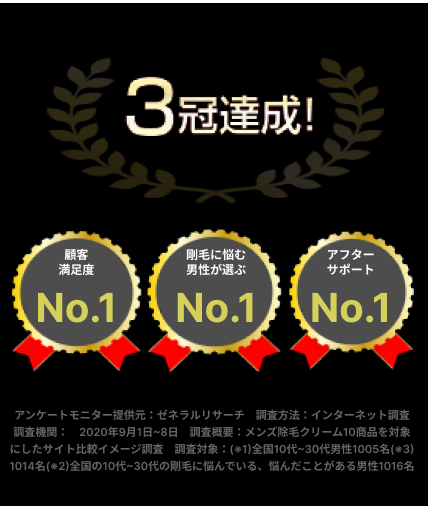 3冠達成!
顧客
満足度
No.1
剛毛に悩む
男性が選ぶ
No.1
アフター
サポート
No.1
アンケートモニター提供元：ゼネラルリサーチ　調査方法：インターネット調査
調査機関：　2020年9月1日~8日　調査概要：メンズ除毛クリーム10商品を対象
にしたサイト比較イメージ調査　調査対象：(※1)全国10代~30代男性1005名(※3)
1014名(※2)全国の10代~30代の剛毛に悩んでいる、悩んだことがある男性1016名